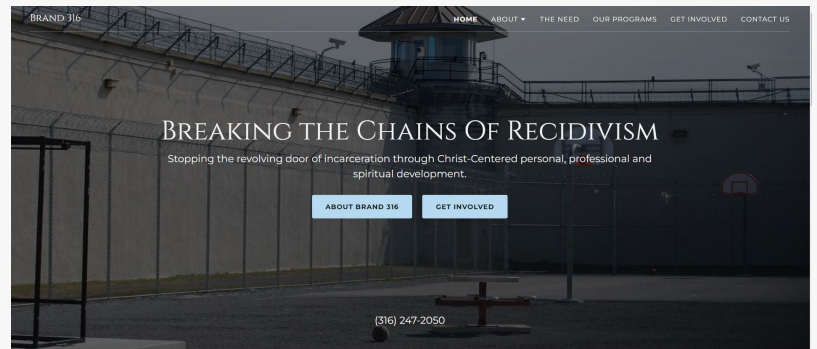 BRAND 316
HOME ABOUT ▾ THE NEED OUR PROGRAMS GET INVOLVED CONTACT US
BREAKING THE CHAINS OF RECIDIVISM
Stopping the revolving door of incarceration through Christ-Centered personal, professional and
spiritual development.
ABOUT BRAND 316 GET INVOLVED
(316) 247-2050